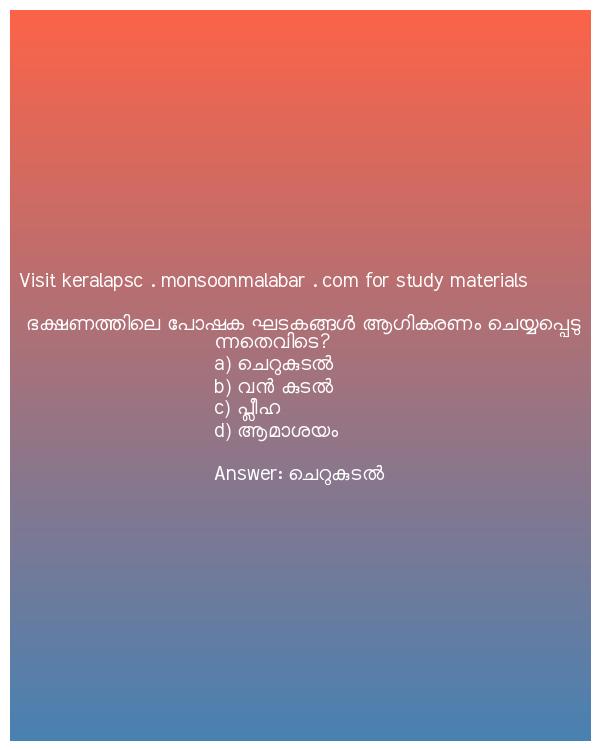 Visit keralapsc . monsoonmalabar . com for study materials
ഭക്ഷണത്തിലെ പോഷക ഘടകങ്ങൾ ആഗികരണം ചെയ്യപ്പെടു
ന്നതെവിടെ?
a) ചെറുകുടൽ
b) വൻ കുടൽ
c) പ്ലീഹ
d) ആമാശയം
Answer: ചെറുകുടൽ